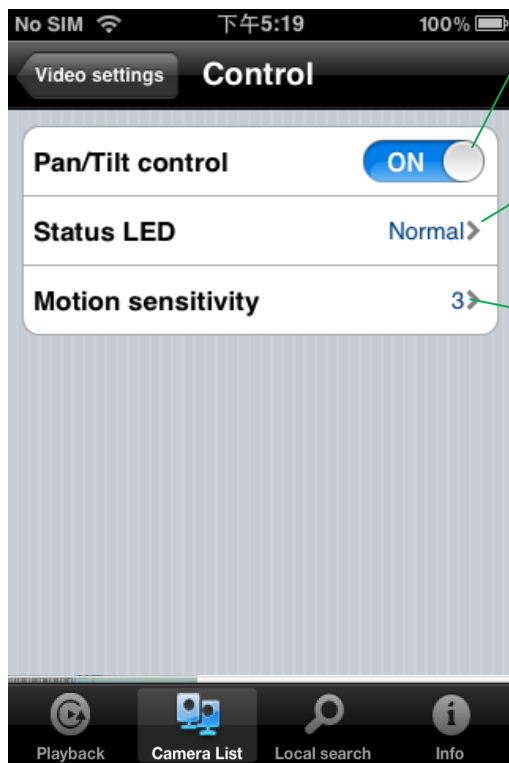 No SIM 下午5:19 100%
Video settings Control
Pan/Tilt control ON
Status LED Normal
Motion sensitivity 3
Playback Camera List Local search Info